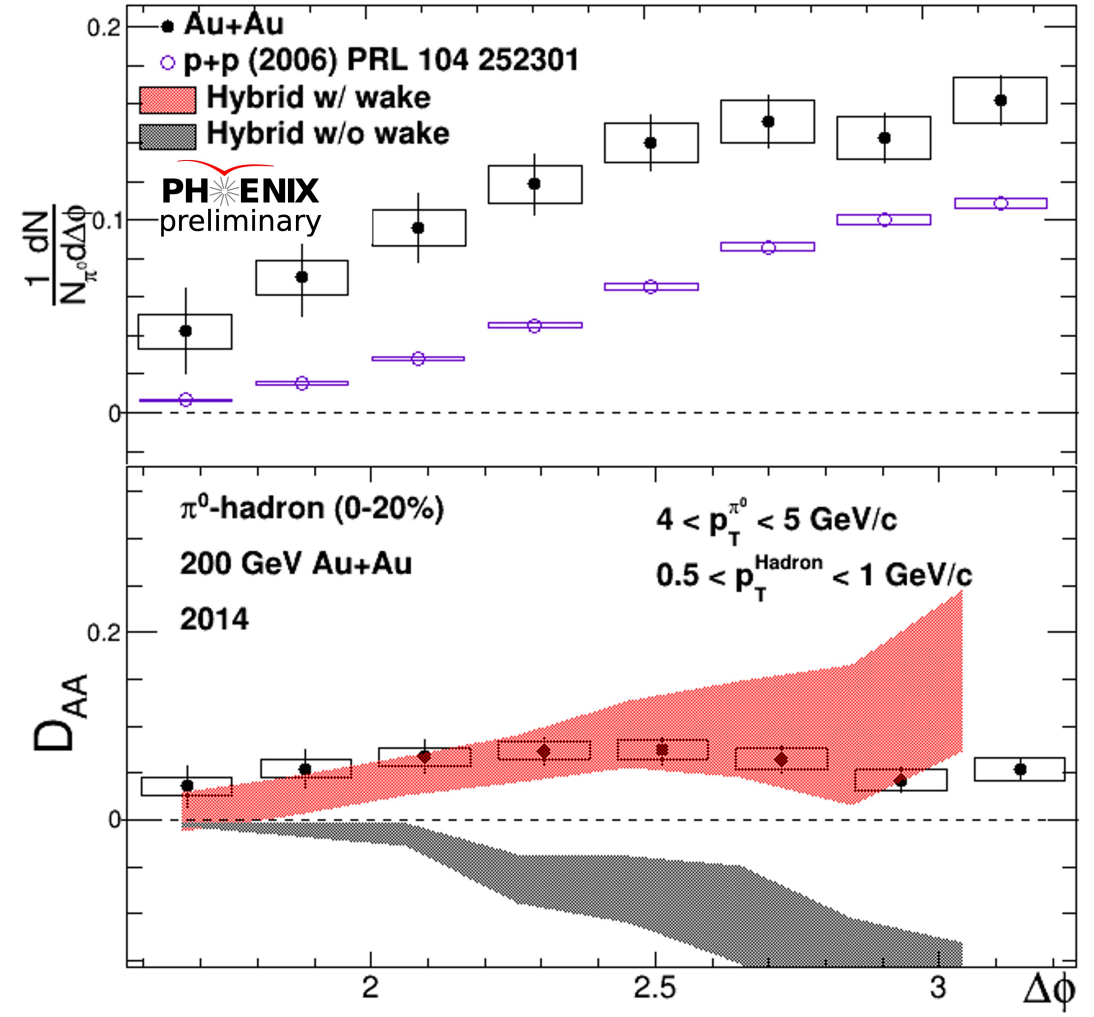 0.2
Au+Au
p+p (2006) PRL 104 252301
Hybrid w/ wake
Hybrid w/o wake
PHENIX
preliminary
0.1
1 dN
N_π⁰ dΔϕ
0
π⁰-hadron (0-20%)
4 < p_T^π⁰ < 5 GeV/c
200 GeV Au+Au
0.5 < p_T^Hadron < 1 GeV/c
2014
0.2
D_AA
0
2 2.5 3 Δϕ